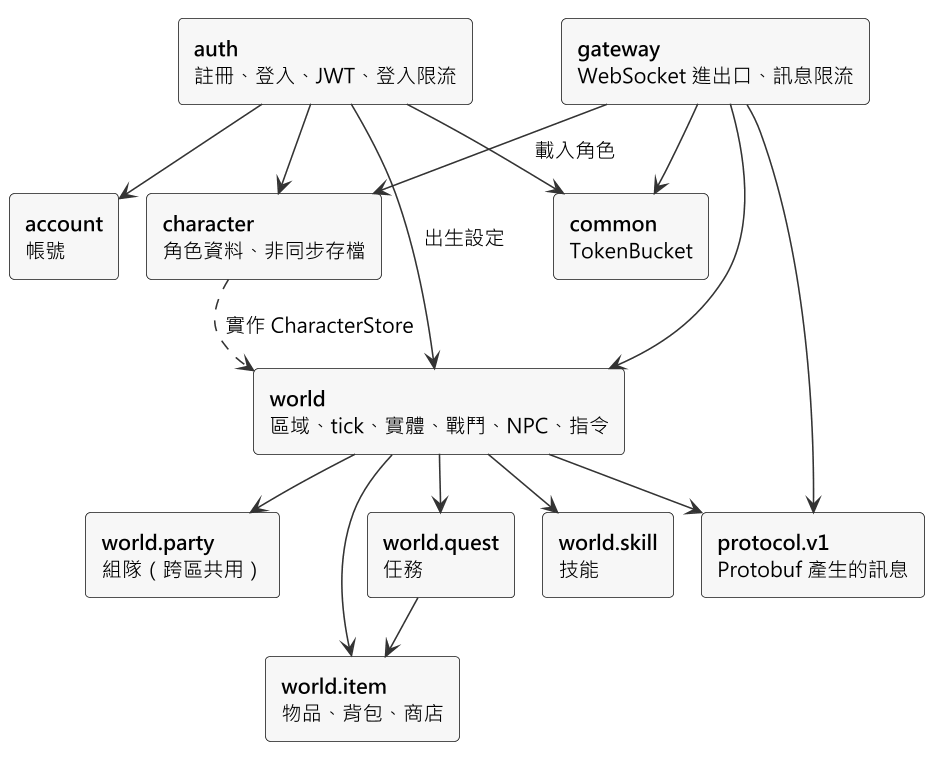 auth
註冊、登入、JWT、登入限流
gateway
WebSocket 進出口、訊息限流
載入角色
account
帳號
character
角色資料、非同步存檔
common
TokenBucket
出生設定
實作 CharacterStore
world
區域、tick、實體、戰鬥、NPC、指令
world.party
組隊（跨區共用）
world.quest
任務
world.skill
技能
protocol.v1
Protobuf 產生的訊息
world.item
物品、背包、商店